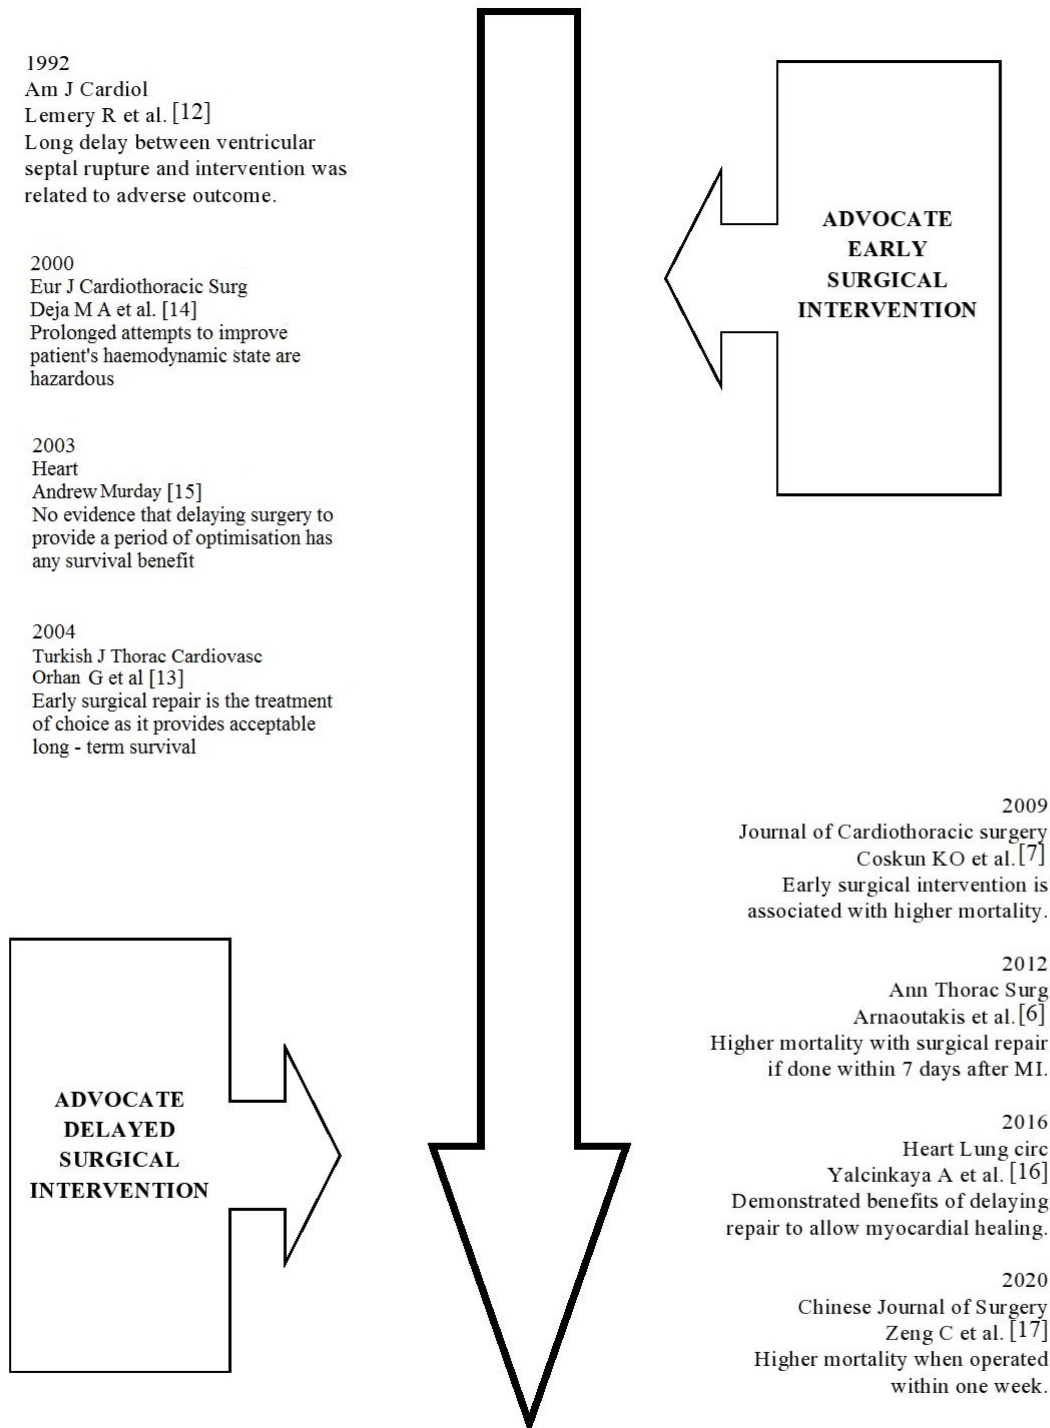 1992
Am J Cardiol
Lemery R et al. [12]
Long delay between ventricular
septal rupture and intervention was
related to adverse outcome.
2000
Eur J Cardiothoracic Surg
Deja M A et al. [14]
Prolonged attempts to improve
patient's haemodynamic state are
hazardous
2003
Heart
Andrew Murday [15]
No evidence that delaying surgery to
provide a period of optimisation has
any survival benefit
2004
Turkish J Thorac Cardiovasc
Orhan G et al [13]
Early surgical repair is the treatment
of choice as it provides acceptable
long - term survival
ADVOCATE
EARLY
SURGICAL
INTERVENTION
ADVOCATE
DELAYED
SURGICAL
INTERVENTION
2009
Journal of Cardiothoracic surgery
Coskun KO et al. [7]
Early surgical intervention is
associated with higher mortality.
2012
Ann Thorac Surg
Arnaoutakis et al. [6]
Higher mortality with surgical repair
if done within 7 days after MI.
2016
Heart Lung circ
Yalcinkaya A et al. [16]
Demonstrated benefits of delaying
repair to allow myocardial healing.
2020
Chinese Journal of Surgery
Zeng C et al. [17]
Higher mortality when operated
within one week.